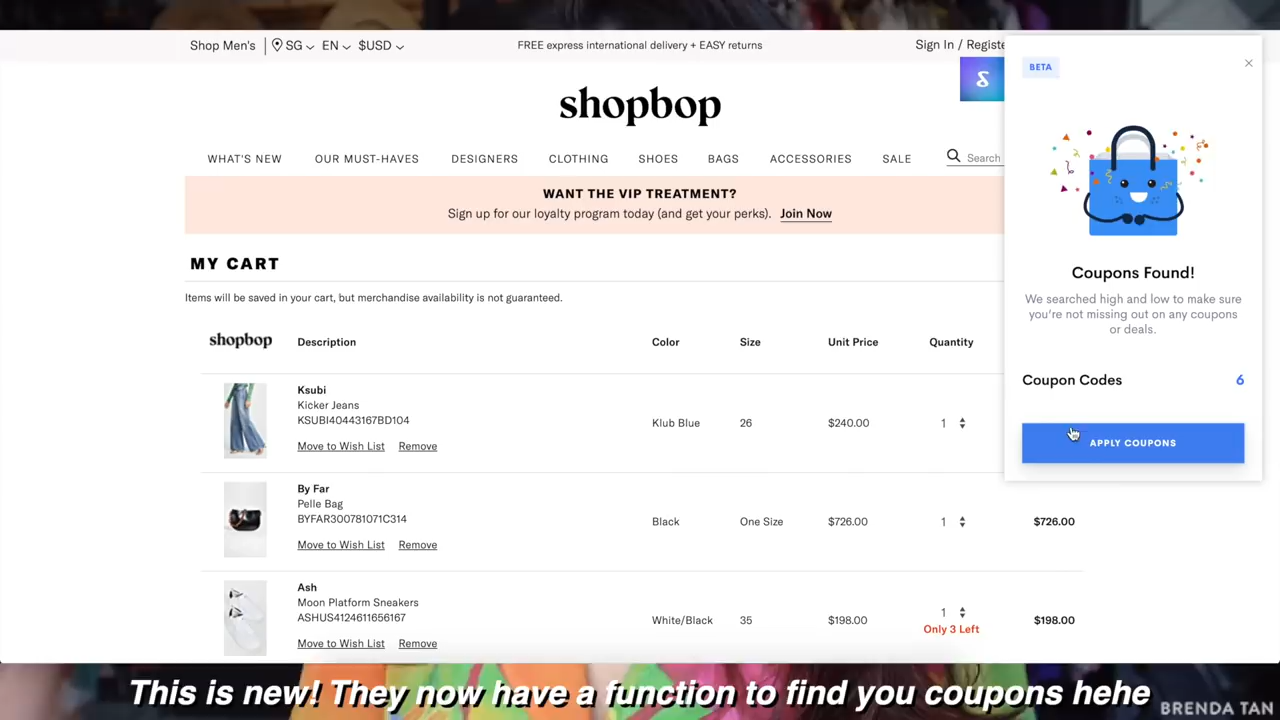 Shop Men's
SG
EN
$USD
FREE express international delivery + EASY returns
Sign In / Registe
shopbop
WHAT'S NEW
OUR MUST-HAVES
DESIGNERS
CLOTHING
SHOES
BAGS
ACCESSORIES
SALE
Search
WANT THE VIP TREATMENT?
Sign up for our loyalty program today (and get your perks). Join Now
MY CART
Items will be saved in your cart, but merchandise availability is not guaranteed.
shopbop
Description
Color
Size
Unit Price
Quantity
Ksubi
Kicker Jeans
KSUBI40443167BD104
Move to Wish List
Remove
Klub Blue
26
$240.00
1
By Far
Pelle Bag
BYFAR300781071C314
Move to Wish List
Remove
Black
One Size
$726.00
1
$726.00
Ash
Moon Platform Sneakers
ASHUS4124611656167
Move to Wish List
Remove
White/Black
35
$198.00
1
Only 3 Left
$198.00
BETA
Coupons Found!
We searched high and low to make sure
you're not missing out on any coupons
or deals.
Coupon Codes
6
APPLY COUPONS
This is new! They now have a function to find you coupons hehe
BRENDA TAN